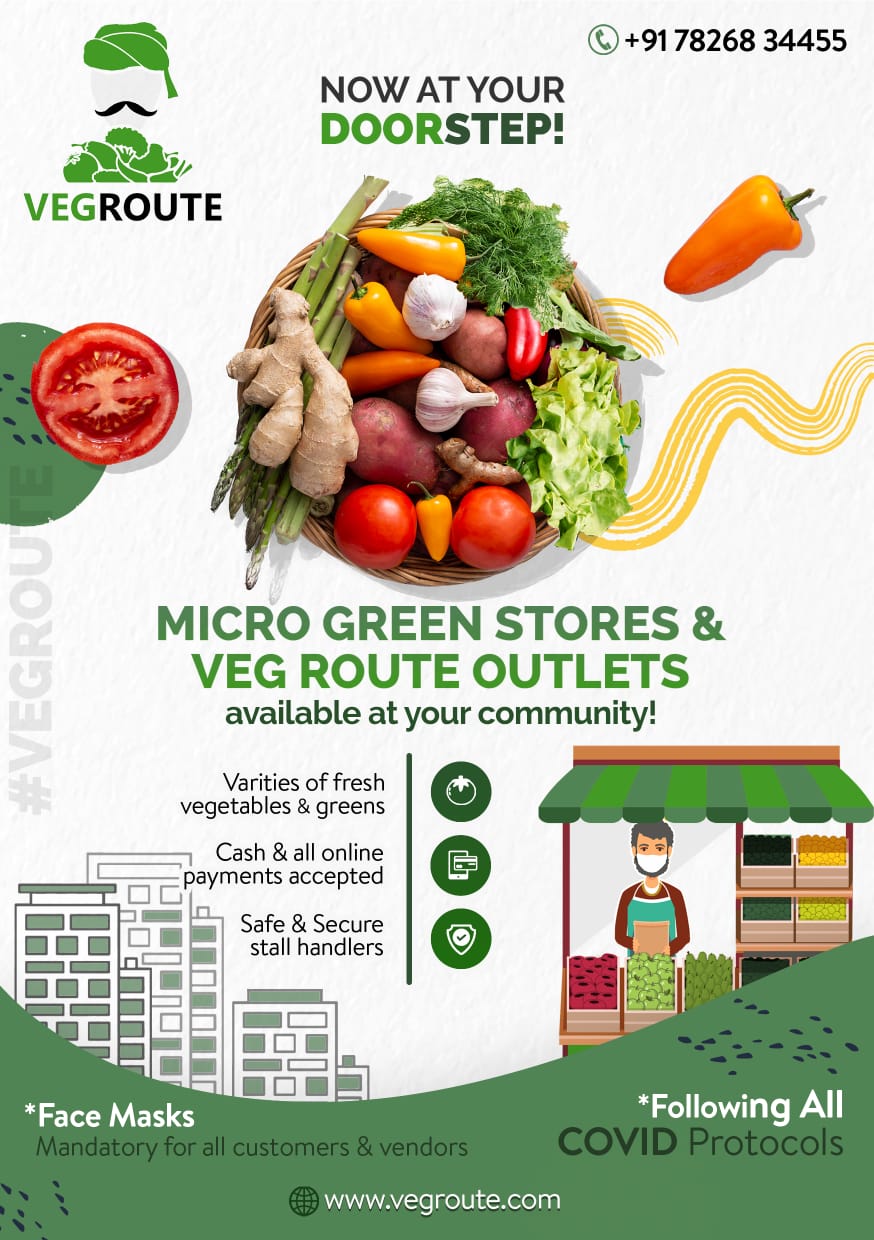 +91 78268 34455
NOW AT YOUR
DOORSTEP!
VEGROUTE
#VEGROUTE
MICRO GREEN STORES &
VEG ROUTE OUTLETS
available at your community!
Varities of fresh
vegetables & greens
Cash & all online
payments accepted
Safe & Secure
stall handlers
*Face Masks
Mandatory for all customers & vendors
*Following All
COVID Protocols
www.vegroute.com